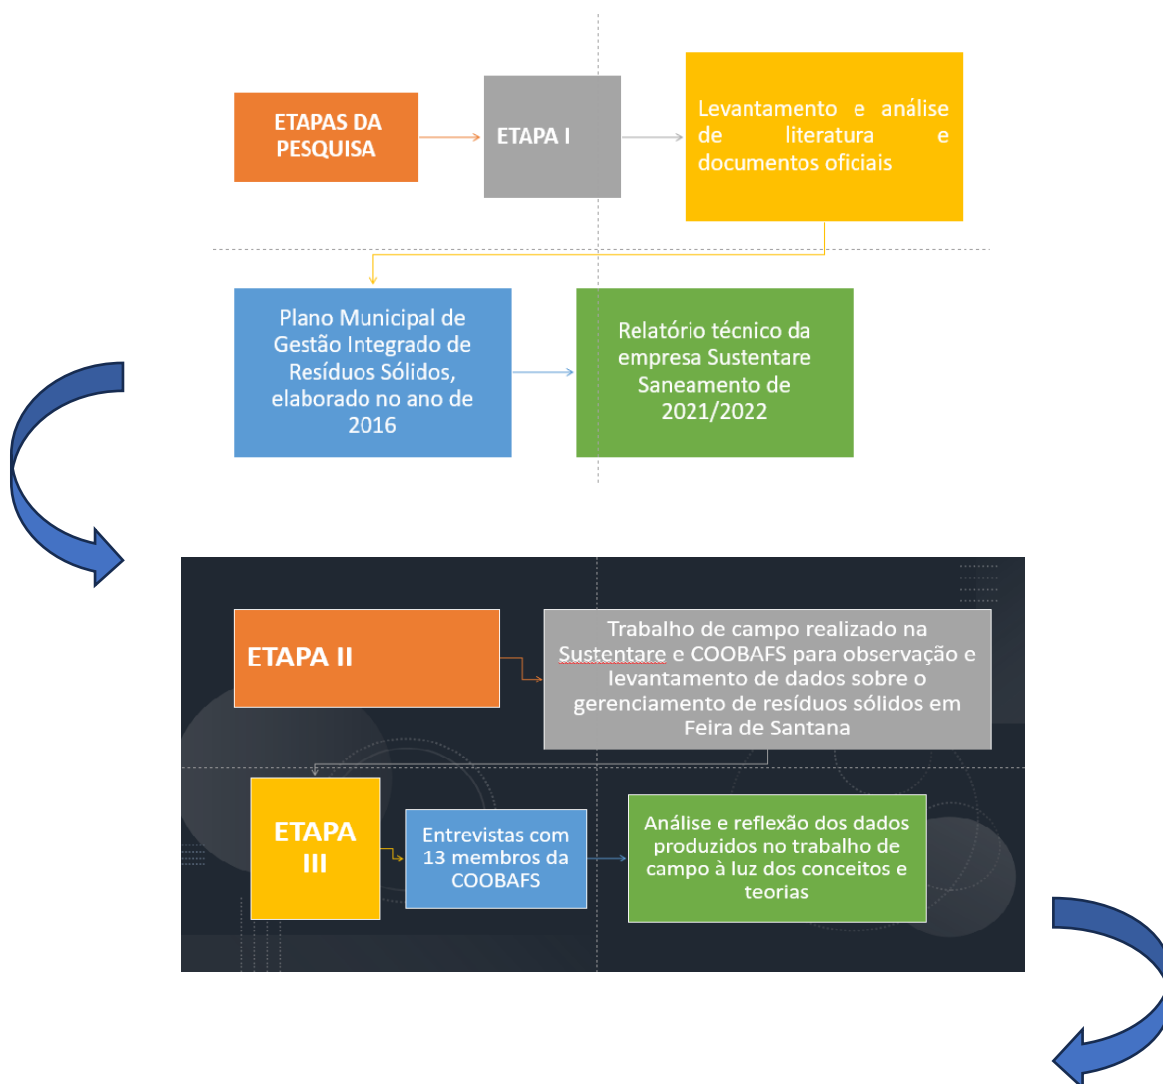 ETAPAS DA
PESQUISA
ETAPA I
Levantamento e análise
de literatura e
documentos oficiais
Plano Municipal de
Gestão Integrado de
Resíduos Sólidos,
elaborado no ano de
2016
Relatório técnico da
empresa Sustentare
Saneamento de
2021/2022
ETAPA II
Trabalho de campo realizado na
Sustentare e COOBAFS para observação e
levantamento de dados sobre o
gerenciamento de resíduos sólidos em
Feira de Santana
ETAPA
III
Entrevistas com
13 membros da
COOBAFS
Análise e reflexão dos dados
produzidos no trabalho de
campo à luz dos conceitos e
teorias